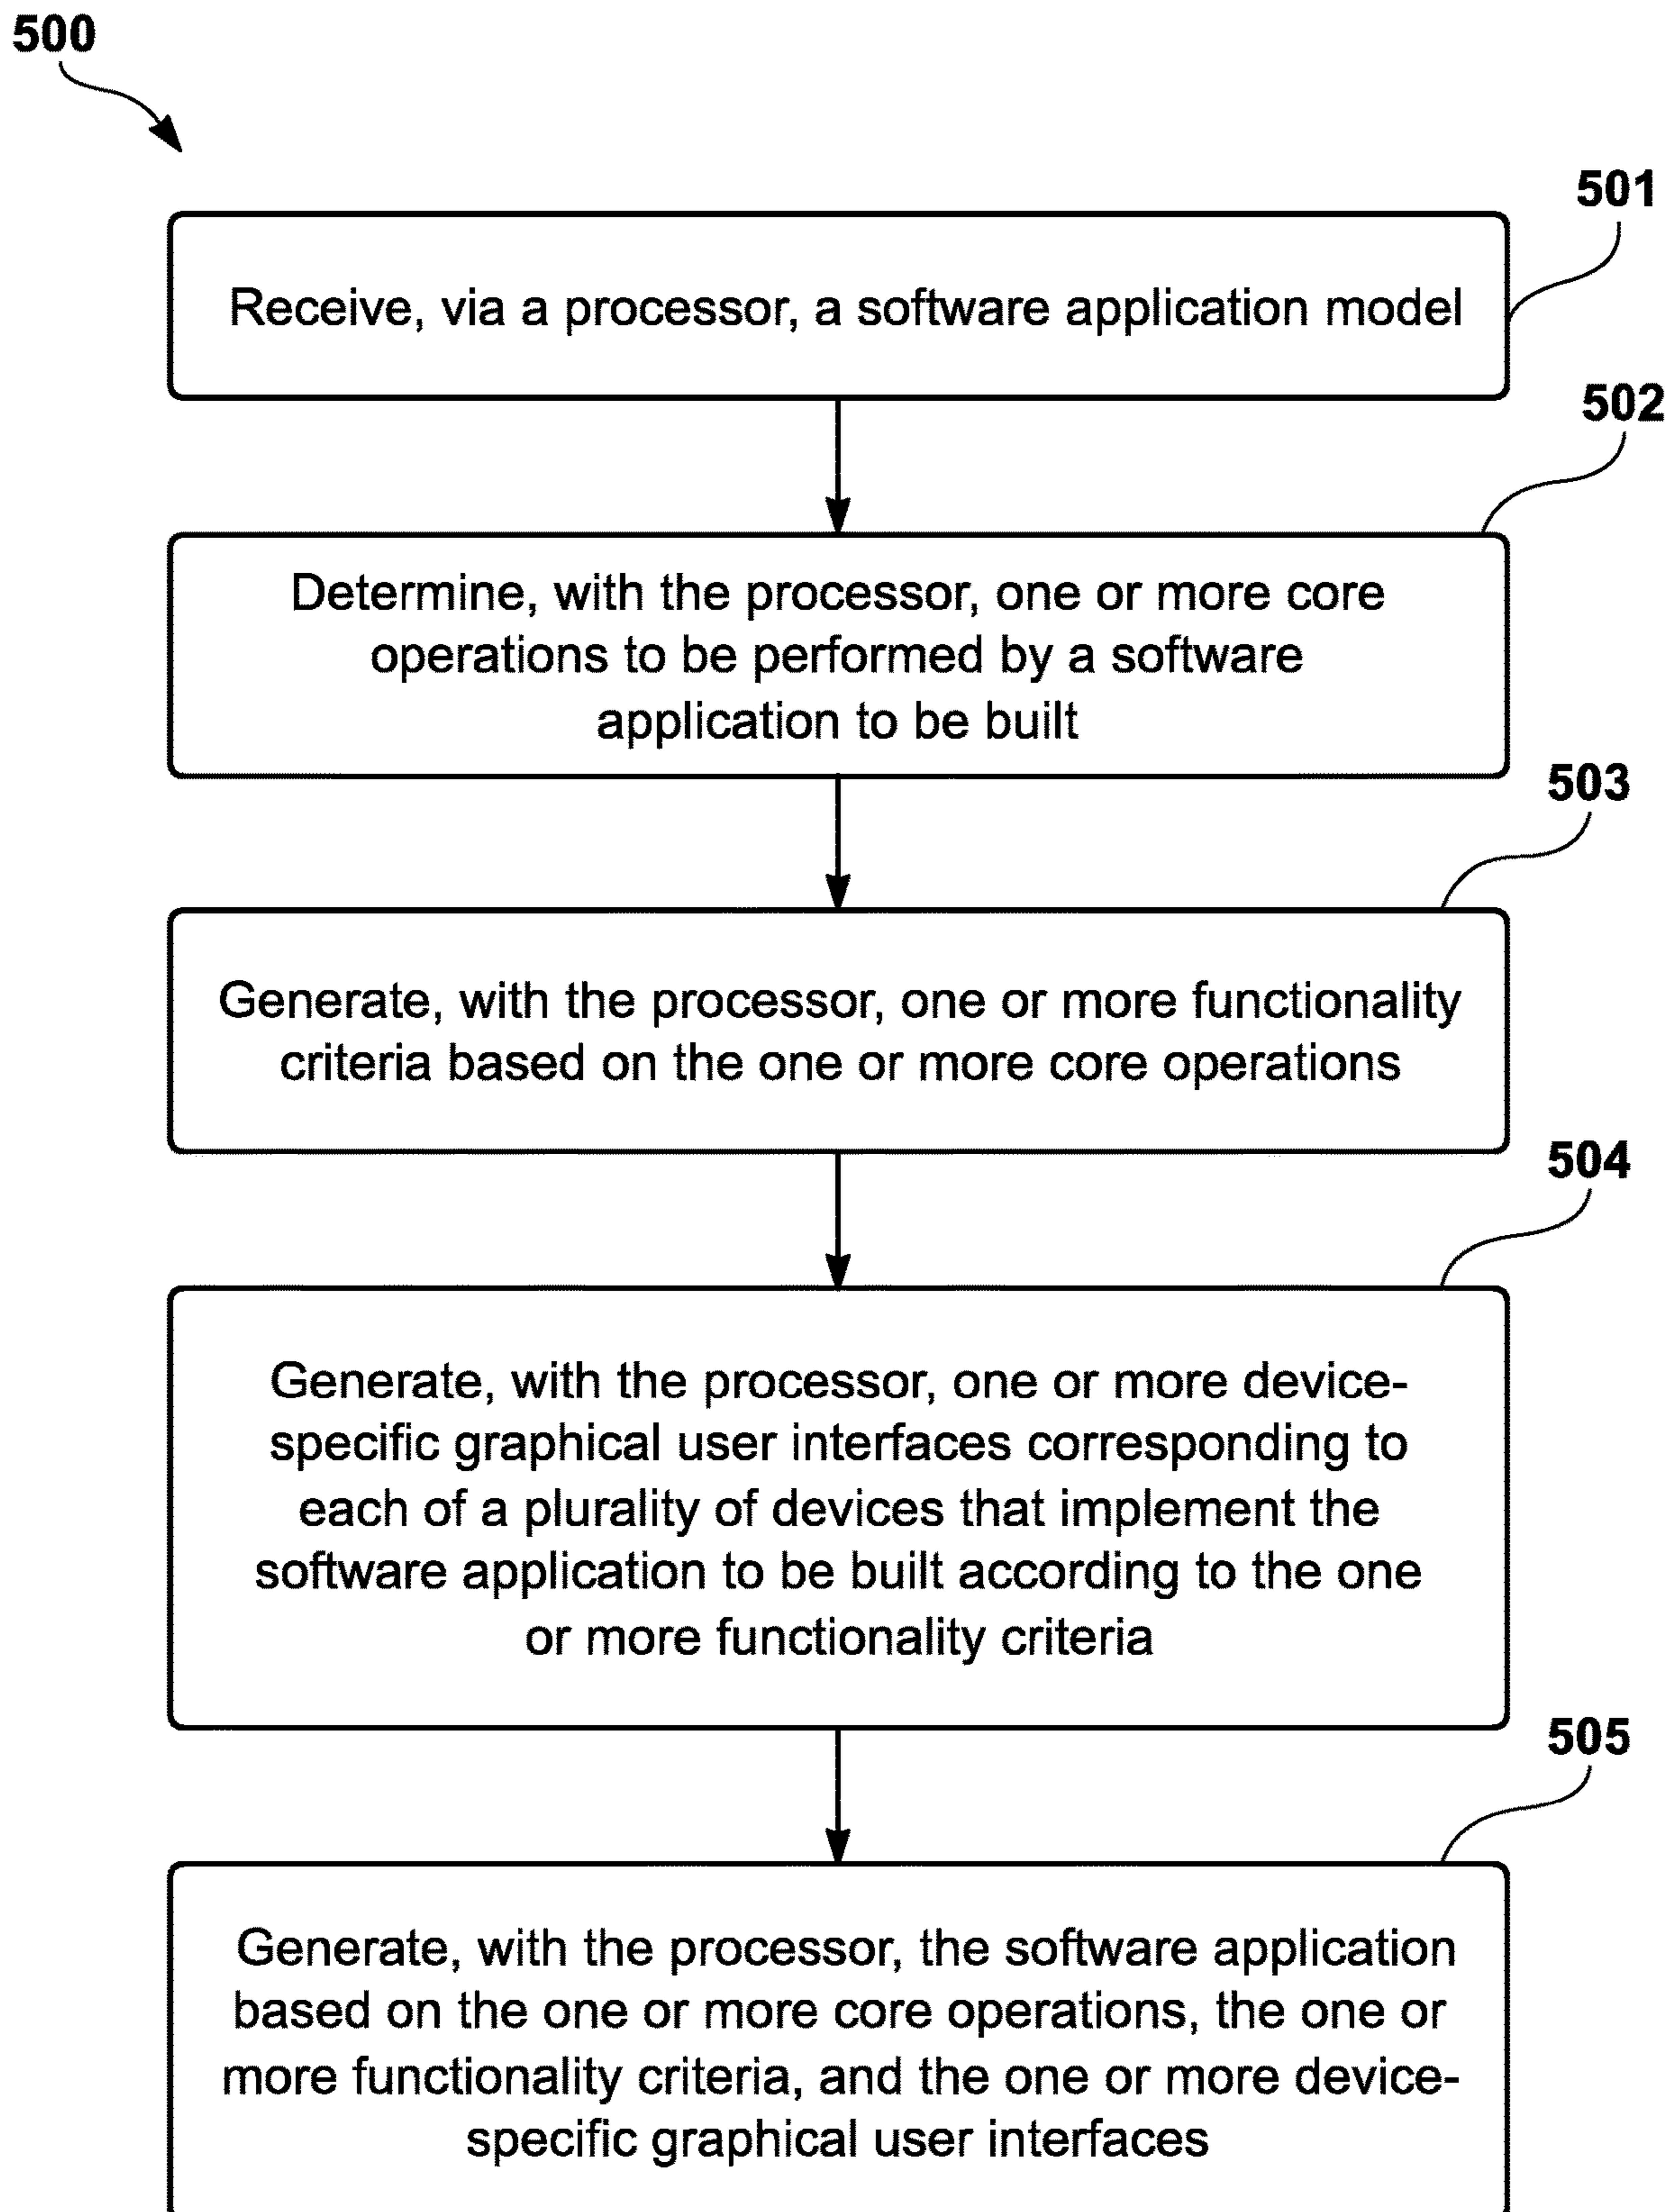 500
501
Receive, via a processor, a software application model
502
Determine, with the processor, one or more core
operations to be performed by a software
application to be built
503
Generate, with the processor, one or more functionality
criteria based on the one or more core operations
504
Generate, with the processor, one or more device-
specific graphical user interfaces corresponding to
each of a plurality of devices that implement the
software application to be built according to the one
or more functionality criteria
505
Generate, with the processor, the software application
based on the one or more core operations, the one or
more functionality criteria, and the one or more device-
specific graphical user interfaces